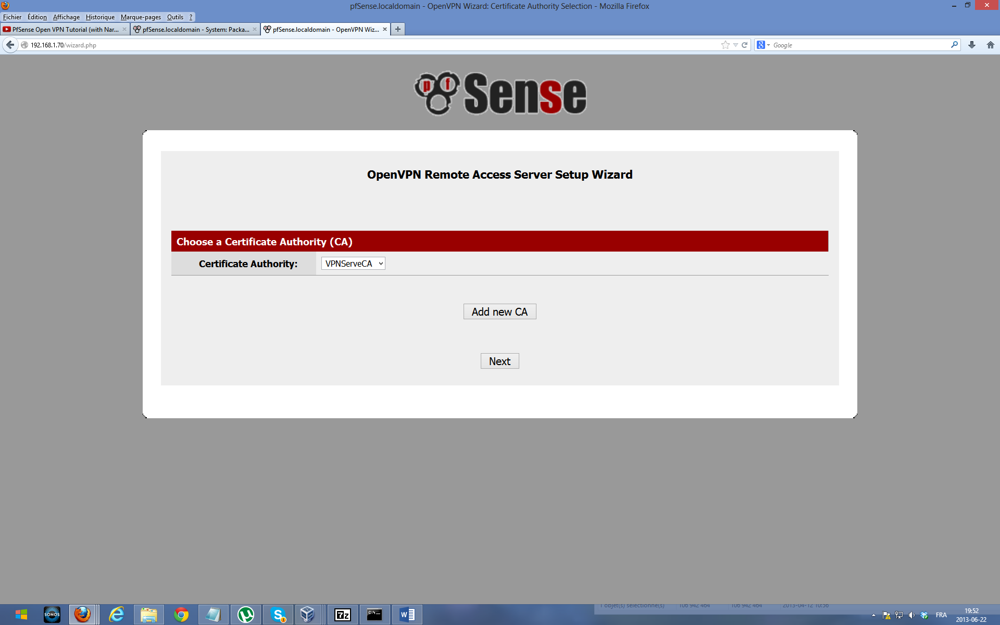 pfSense.localdomain - OpenVPN Wizard: Certificate Authority Selection - Mozilla Firefox
Fichier Édition Affichage Historique Marque-pages Outils ?
PfSense Open VPN Tutorial (with Nar... pfSense.localdomain - System: Packa... pfSense.localdomain - OpenVPN Wiz...
192.168.1.70/wizard.php
Google
pf Sense
OpenVPN Remote Access Server Setup Wizard
Choose a Certificate Authority (CA)
Certificate Authority: VPNServeCA
Add new CA
Next
1 objet(s) sélectionné(s) 106 942 464 106 942 464 2013-04-12 10:56
SONOS
7z
C:\
FRA
19:52
2013-06-22